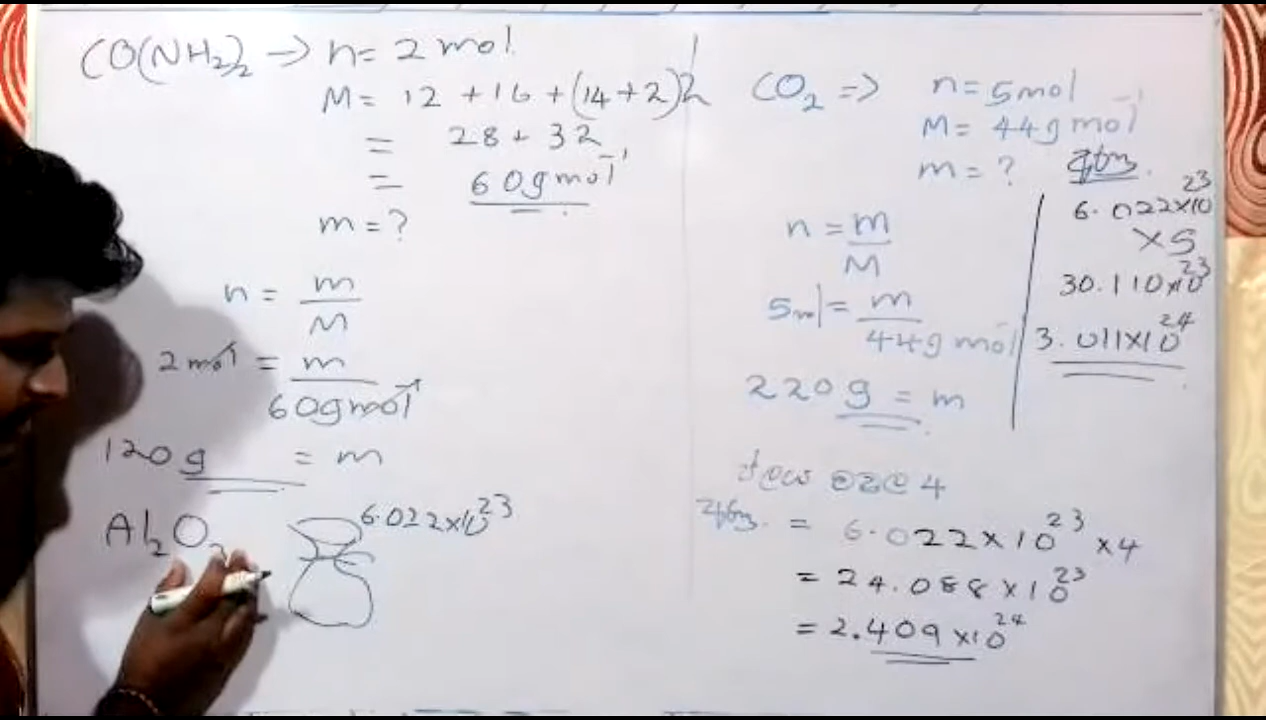 CO(NH2)2 -> n = 2 mol
M = 12 + 16 + (14+2)2
= 28 + 32
= 60 g mol⁻¹
m = ?
n = m/M
2 mol = m/60 g mol⁻¹
120 g = m
Al2O3
6.022×10²³
CO2 => n = 5 mol
M = 44 g mol⁻¹
m = ?
n = m/M
5 mol = m/44 g mol⁻¹
220 g = m
6.022×10²³
×5
30.110×10²³
3.011×10²⁴
4
= 6.022×10²³ ×4
= 24.088×10²³
= 2.409×10²⁴